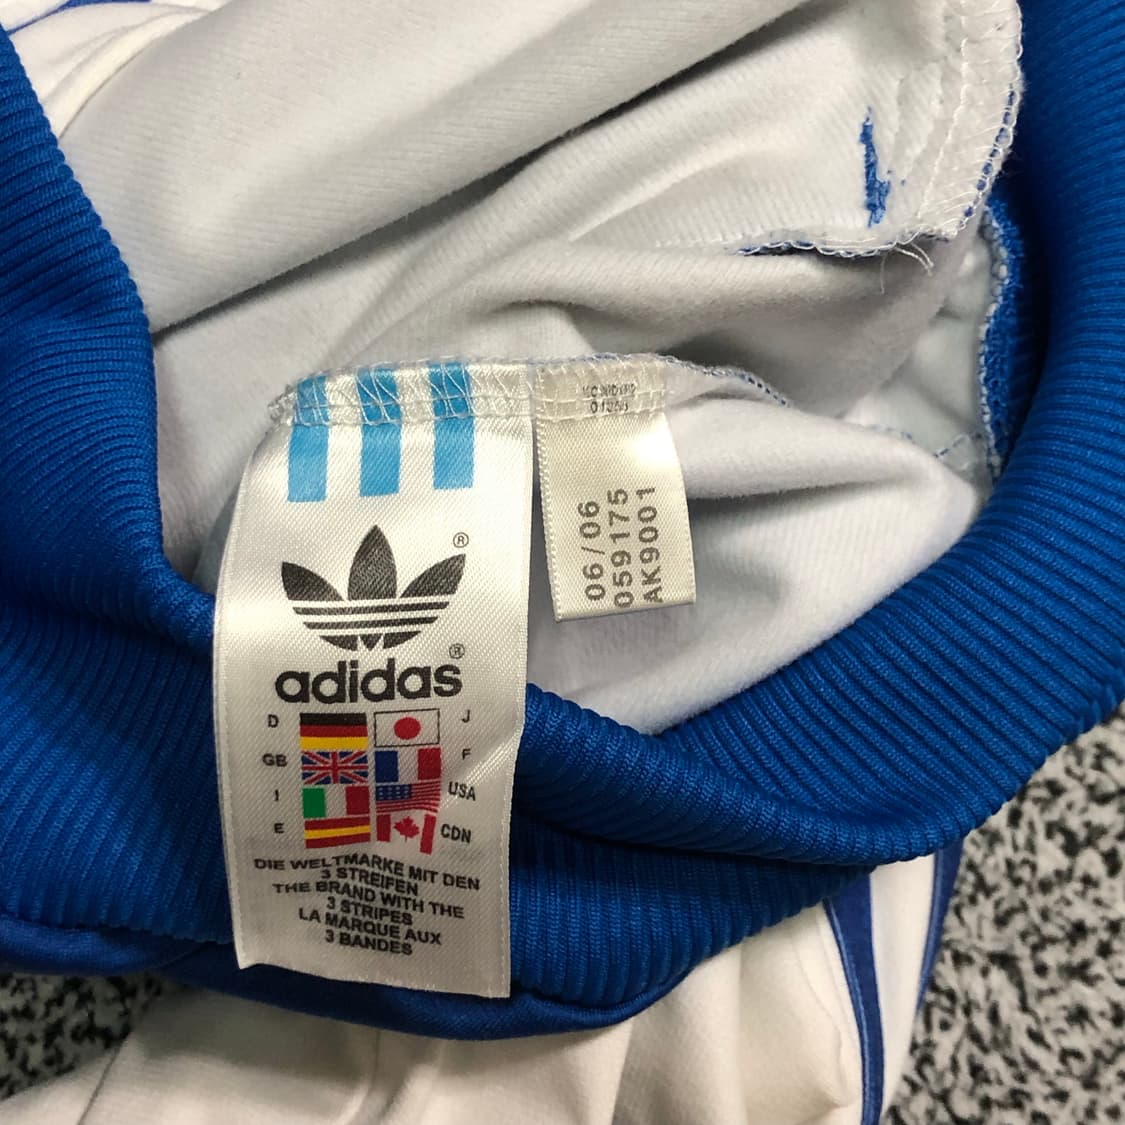 ®
adidas®
D J
GB F
I USA
E CDN
DIE WELTMARKE MIT DEN
3 STREIFEN
THE BRAND WITH THE
3 STRIPES
LA MARQUE AUX
3 BANDES
06/06
059175
AK9001